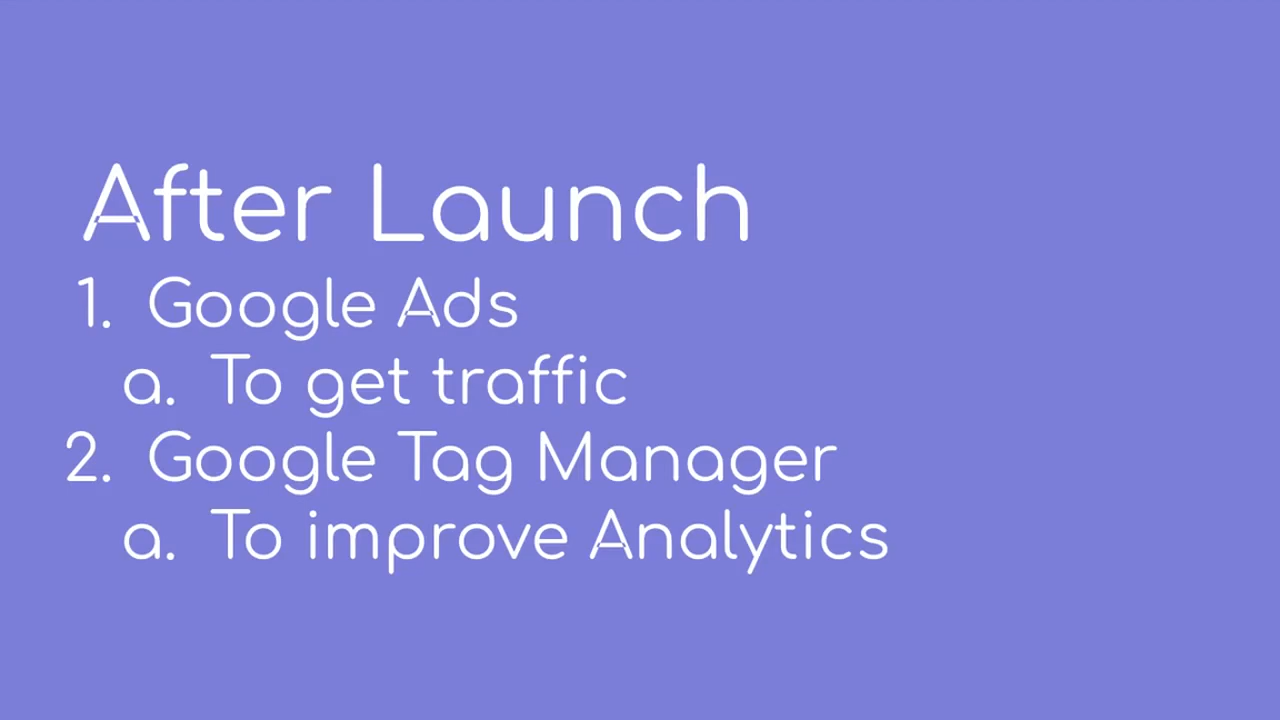 After Launch
1. Google Ads
a. To get traffic
2. Google Tag Manager
a. To improve Analytics